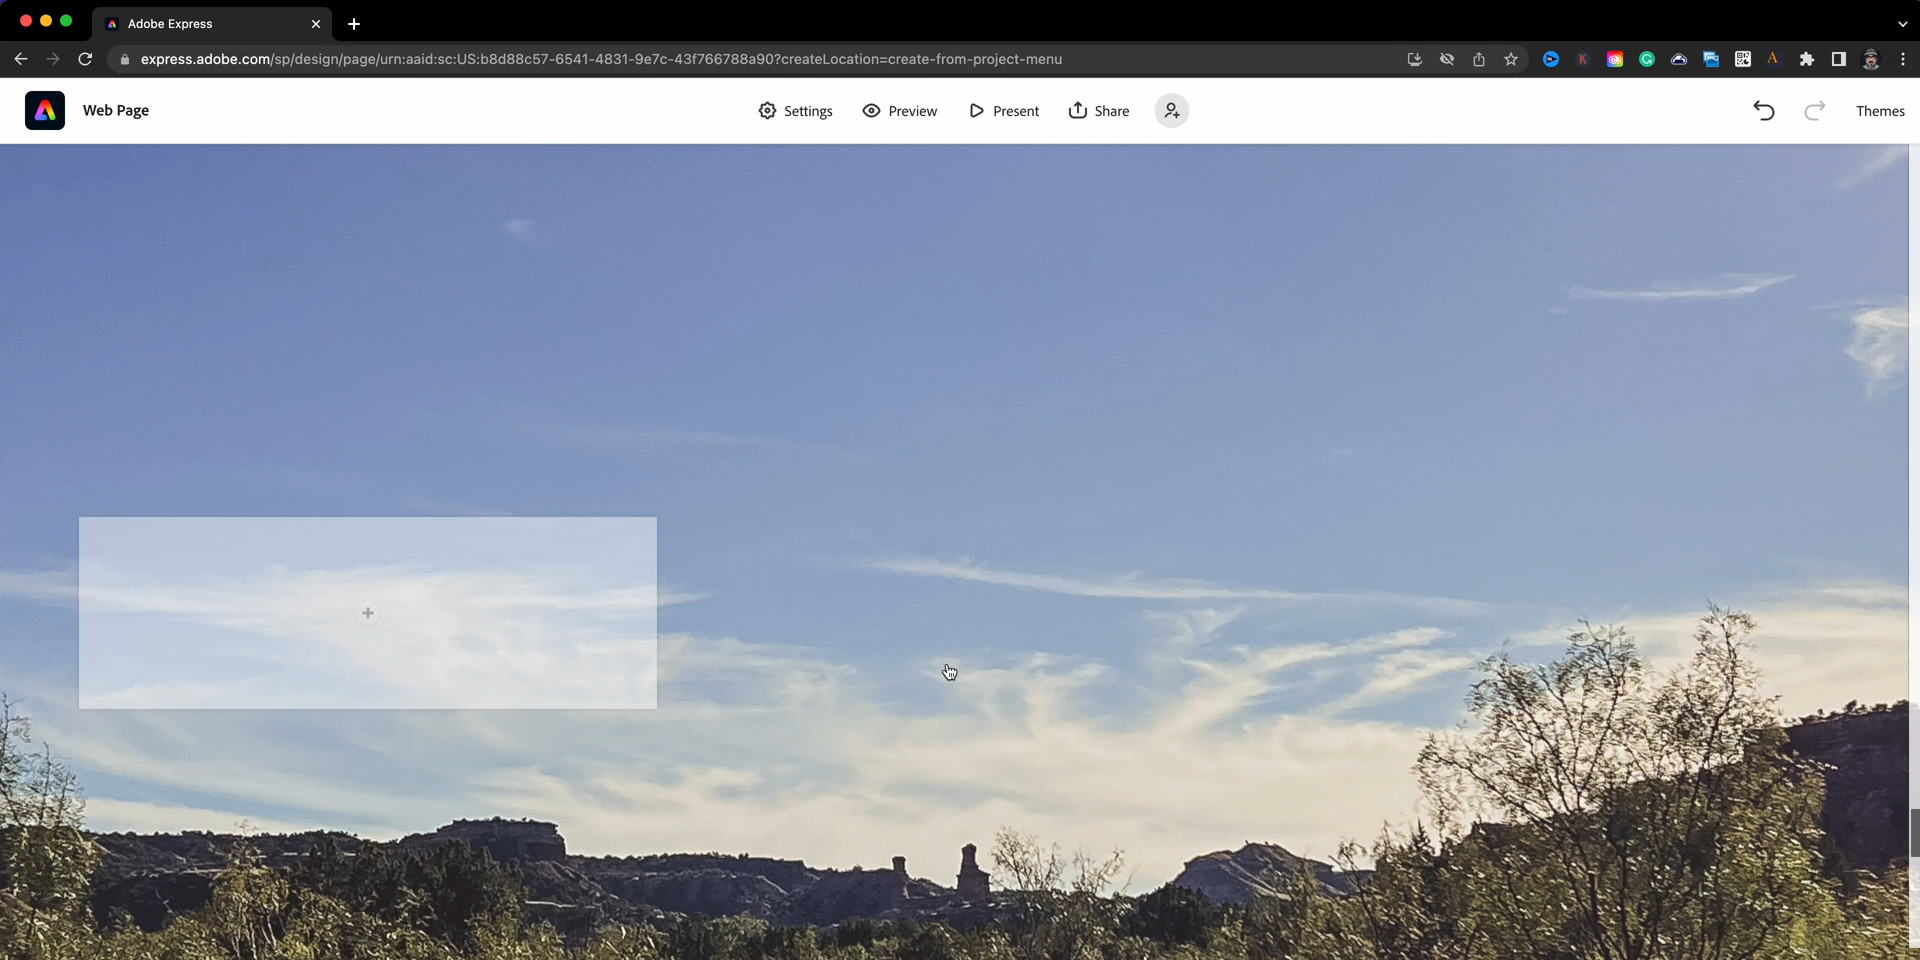 Adobe Express
express.adobe.com/sp/design/page/urn:aaid:sc:US:b8d88c57-6541-4831-9e7c-43f766788a90?createLocation=create-from-project-menu
Web Page
Settings
Preview
Present
Share
Themes